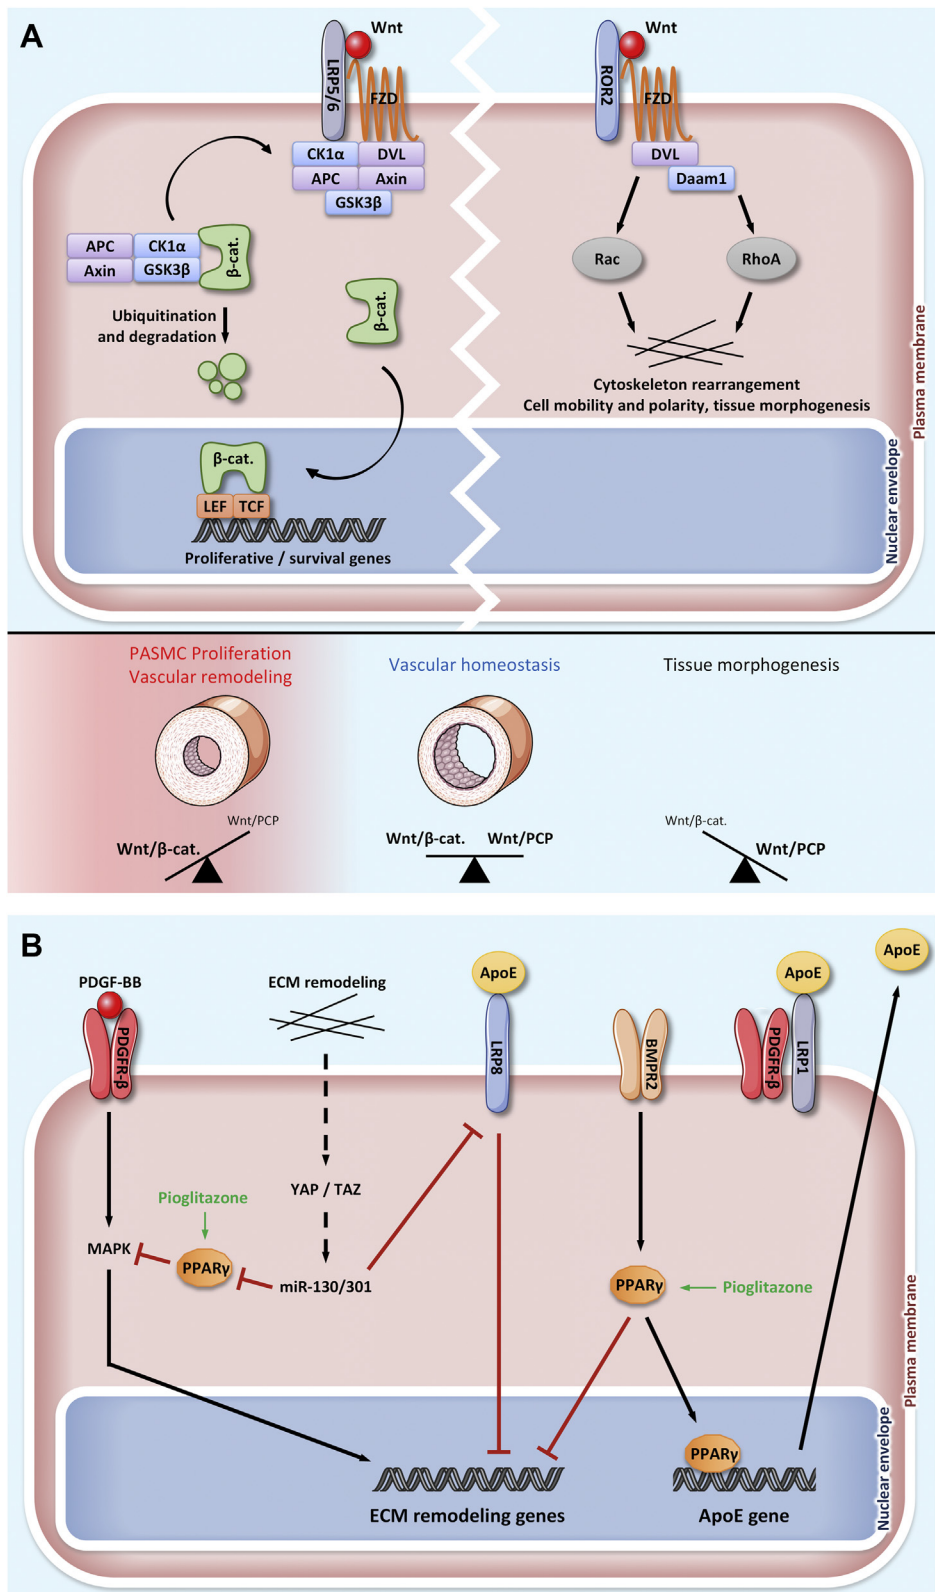 A
Wnt
LRP5/6
FZD
CK1α
DVL
APC
Axin
GSK3β
APC
CK1α
Axin
GSK3β
β-cat.
Ubiquitination
and degradation
β-cat.
β-cat.
LEF
TCF
Proliferative / survival genes
Wnt
ROR2
FZD
DVL
Daam1
Rac
RhoA
Cytoskeleton rearrangement
Cell mobility and polarity, tissue morphogenesis
Plasma membrane
Nuclear envelope
PASMC Proliferation
Vascular remodeling
Wnt/PCP
Wnt/β-cat.
Vascular homeostasis
Wnt/β-cat.
Wnt/PCP
Tissue morphogenesis
Wnt/β-cat.
Wnt/PCP
B
PDGF-BB
PDGFR-β
ECM remodeling
ApoE
LRP8
BMPR2
ApoE
PDGFR-β
LRP1
ApoE
YAP / TAZ
Pioglitazone
MAPK
PPARγ
miR-130/301
PPARγ
Pioglitazone
PPARγ
ECM remodeling genes
ApoE gene
Plasma membrane
Nuclear envelope